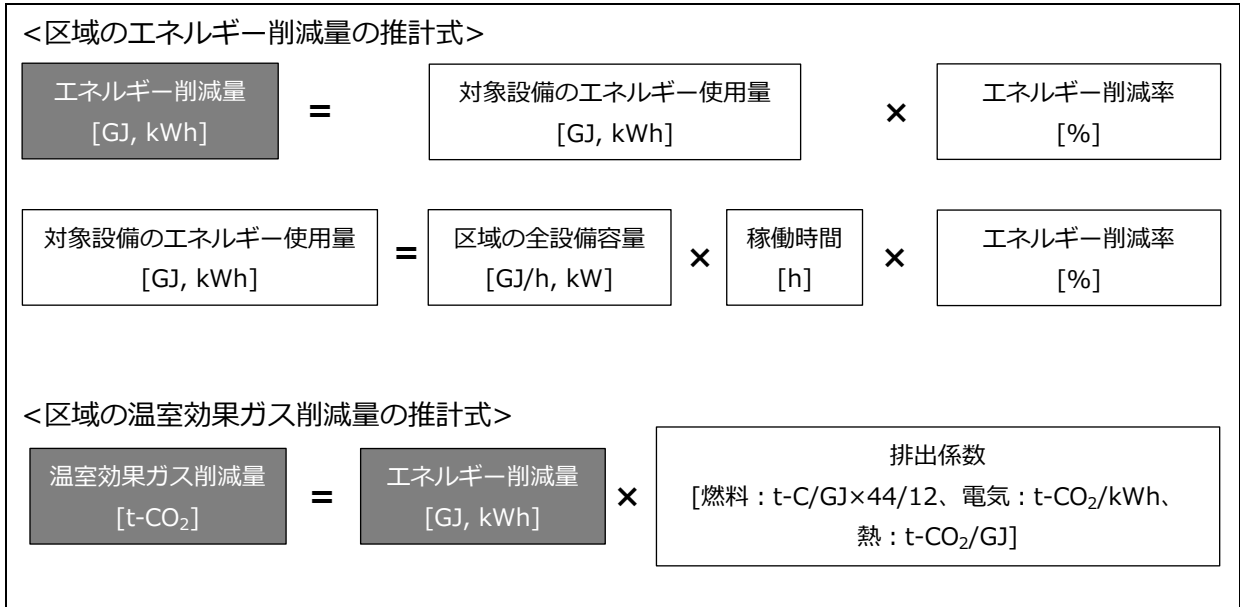 <区域のエネルギー削減量の推計式>
エネルギー削減量 = 対象設備のエネルギー使用量 × エネルギー削減率
[GJ, kWh] [GJ, kWh] [%]
対象設備のエネルギー使用量 = 区域の全設備容量 × 稼働時間 × エネルギー削減率
[GJ, kWh] [GJ/h, kW] [h] [%]
<区域の温室効果ガス削減量の推計式>
温室効果ガス削減量 = エネルギー削減量 × 排出係数
[t-CO₂] [GJ, kWh] [燃料：t-C/GJ×44/12、電気：t-CO₂/kWh、
熱：t-CO₂/GJ]